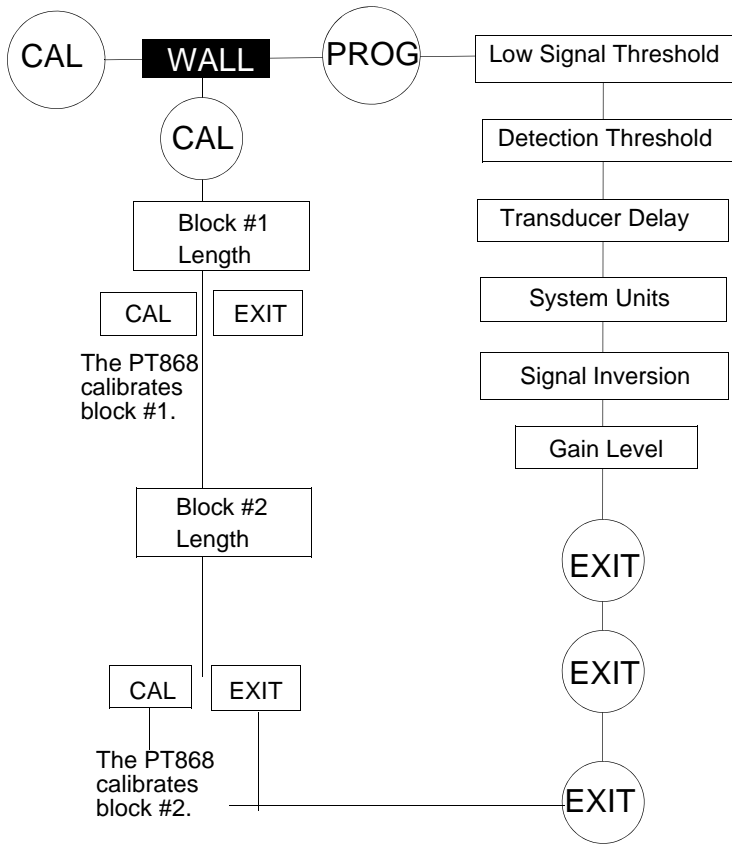 CAL
WALL
PROG
Low Signal Threshold
CAL
Detection Threshold
Block #1
Length
Transducer Delay
CAL
EXIT
System Units
The PT868
calibrates
block #1.
Signal Inversion
Gain Level
Block #2
Length
EXIT
CAL
EXIT
EXIT
The PT868
calibrates
block #2.
EXIT